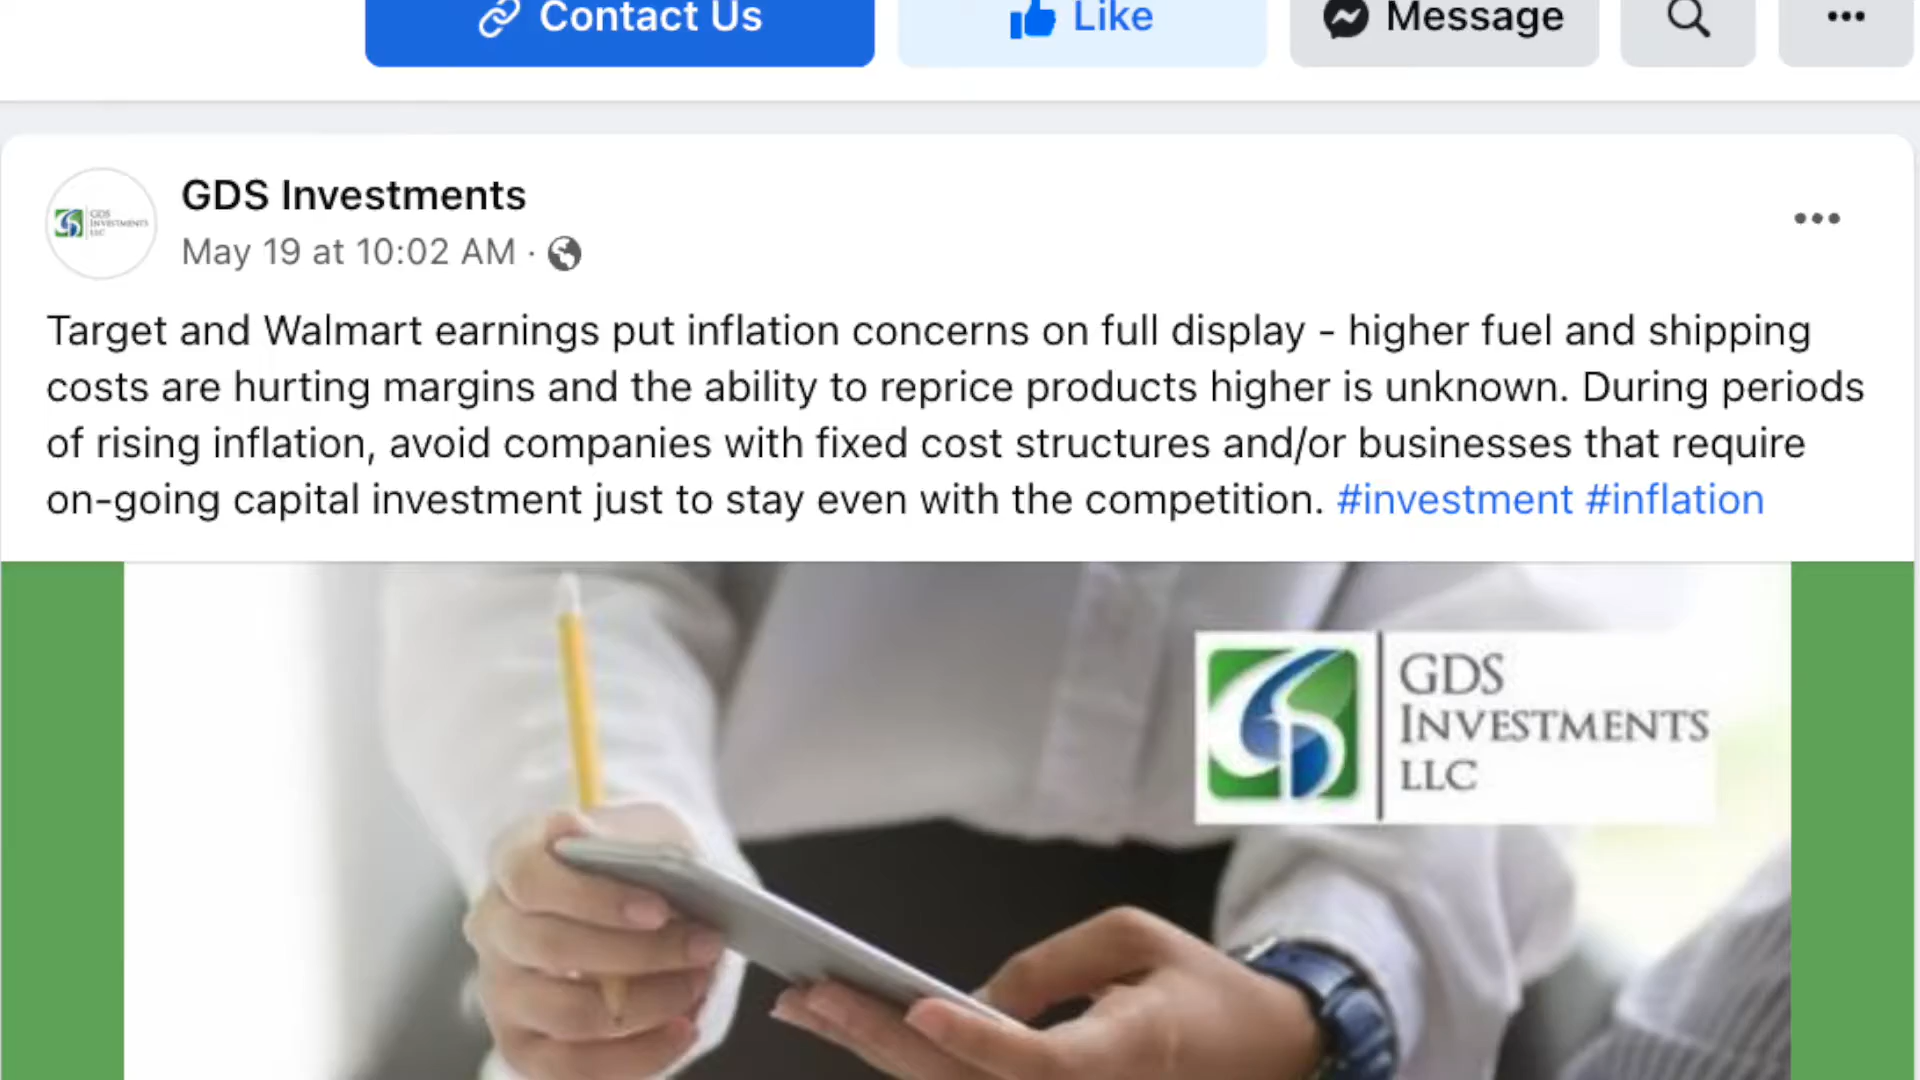 Contact Us
Like
Message
GDS
INVESTMENTS
LLC
GDS Investments
May 19 at 10:02 AM ·
Target and Walmart earnings put inflation concerns on full display - higher fuel and shipping
costs are hurting margins and the ability to reprice products higher is unknown. During periods
of rising inflation, avoid companies with fixed cost structures and/or businesses that require
on-going capital investment just to stay even with the competition. #investment #inflation
GDS
INVESTMENTS
LLC